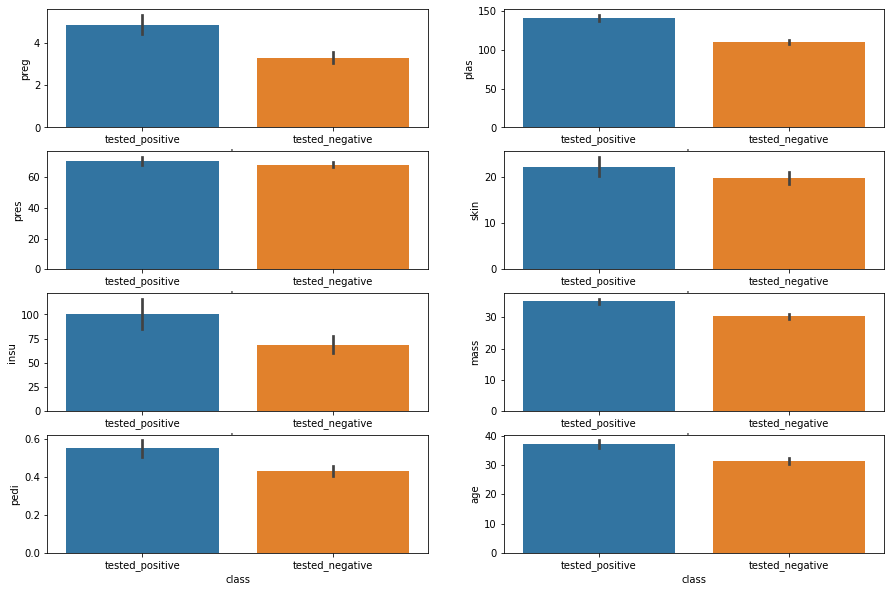 4
2
0
preg
tested_positive tested_negative
150
100
50
0
plas
tested_positive tested_negative
60
40
20
0
pres
tested_positive tested_negative
20
10
0
skin
tested_positive tested_negative
100
75
50
25
0
insu
tested_positive tested_negative
30
20
10
0
mass
tested_positive tested_negative
0.6
0.4
0.2
0.0
pedi
tested_positive tested_negative
class
40
30
20
10
0
age
tested_positive tested_negative
class